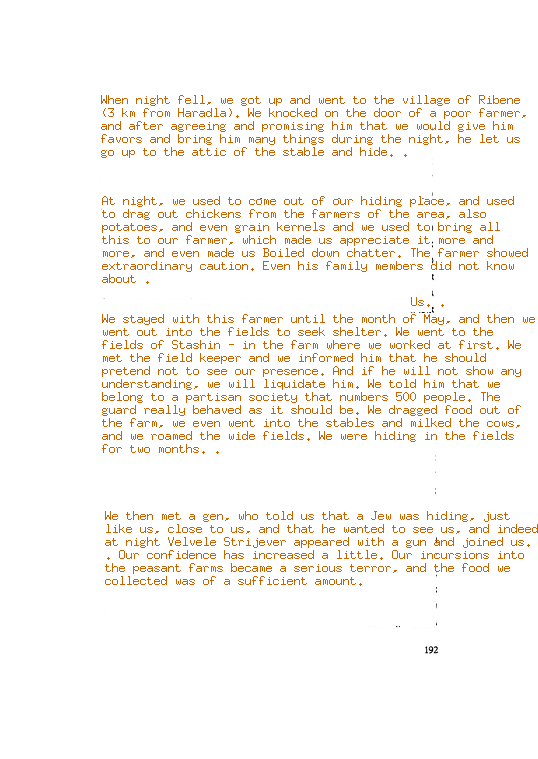 When night fell, we got up and went to the village of Ribene
(3 km from Haradla). We knocked on the door of a poor farmer,
and after agreeing and promising him that we would give him
favors and bring him many things during the night, he let us
go up to the attic of the stable and hide. .
At night, we used to come out of our hiding place, and used
to drag out chickens from the farmers of the area, also
potatoes, and even grain kernels and we used to bring all
this to our farmer, which made us appreciate it more and
more, and even made us Boiled down chatter. The farmer showed
extraordinary caution. Even his family members did not know
about .
Us. .
We stayed with this farmer until the month of May, and then we
went out into the fields to seek shelter. We went to the
fields of Stashin - in the farm where we worked at first. We
met the field keeper and we informed him that he should
pretend not to see our presence. And if he will not show any
understanding, we will liquidate him. We told him that we
belong to a partisan society that numbers 500 people. The
guard really behaved as it should be. We dragged food out of
the farm, we even went into the stables and milked the cows,
and we roamed the wide fields. We were hiding in the fields
for two months. .
We then met a gen, who told us that a Jew was hiding, just
like us, close to us, and that he wanted to see us, and indeed
at night Velvele Strijever appeared with a gun and joined us.
. Our confidence has increased a little. Our incursions into
the peasant farms became a serious terror, and the food we
collected was of a sufficient amount.
192